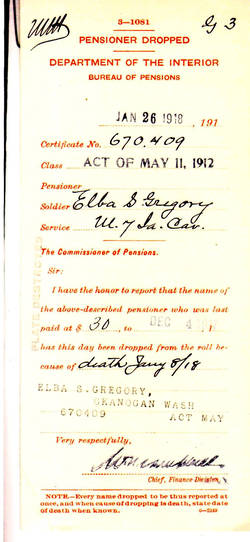 3-1081
G 3
PENSIONER DROPPED
DEPARTMENT OF THE INTERIOR
BUREAU OF PENSIONS
JAN 26 1918, 191
Certificate No. 670,409
Class ACT OF MAY 11, 1912
Pensioner
Soldier Elba S Gregory
Service M. 7 Ia. Cav.
The Commissioner of Pensions.
Sir:
I have the honor to report that the name of
the above-described pensioner who was last
paid at $ 30, to DEC 4
has this day been dropped from the roll be-
cause of death Jany 8/18
ELBA S. GREGORY,
OKANOGAN WASH
670409 ACT MAY
Very respectfully,
Chief, Finance Division.
NOTE.—Every name dropped to be thus reported at
once, and when cause of dropping is death, state date
of death when known.